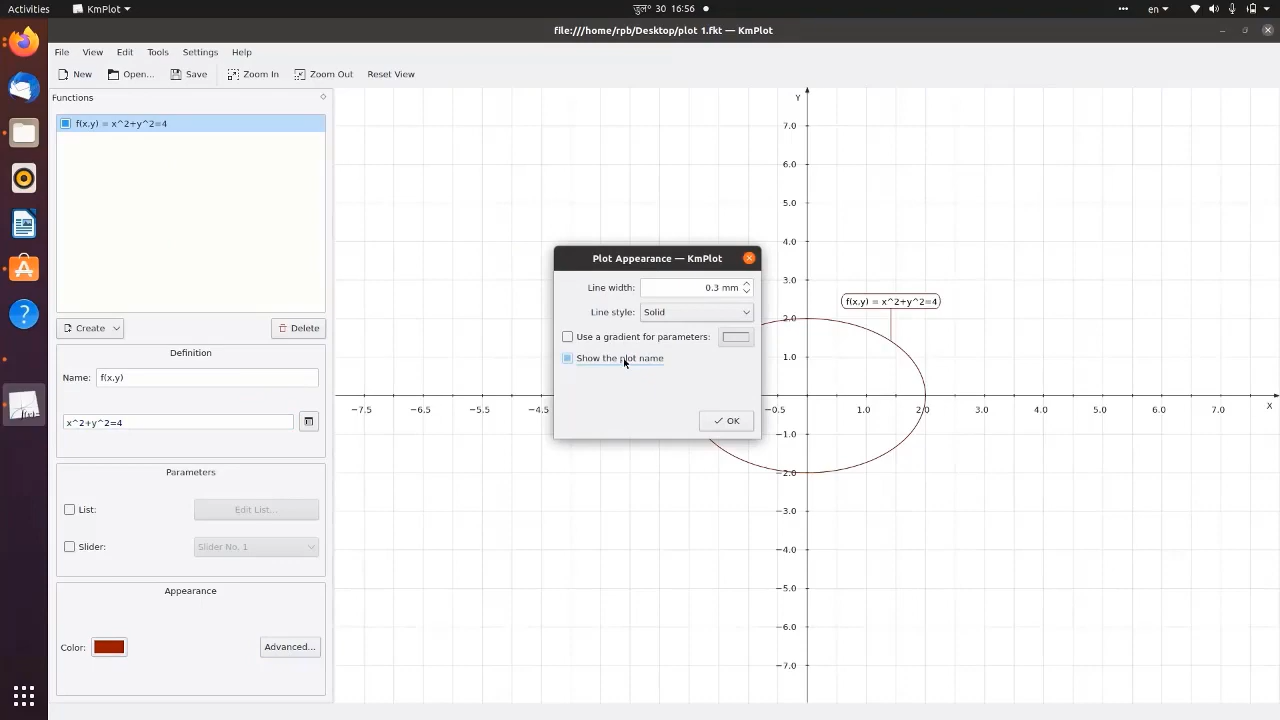 Activities
KmPlot
जुल॰ 30 16:56
en
file:///home/rpb/Desktop/plot 1.fkt — KmPlot
File View Edit Tools Settings Help
New Open... Save Zoom In Zoom Out Reset View
Functions
f(x,y) = x^2+y^2=4
Create
Delete
Definition
Name: f(x,y)
x^2+y^2=4
Parameters
List: Edit List...
Slider: Slider No. 1
Appearance
Color: Advanced...
Plot Appearance — KmPlot
Line width: 0.3 mm
Line style: Solid
Use a gradient for parameters:
Show the plot name
OK
Y
7.0
6.0
5.0
4.0
3.0
f(x,y) = x^2+y^2=4
2.0
1.0
−7.5 −6.5 −5.5 −4.5 −0.5 1.0 2.0 3.0 4.0 5.0 6.0 7.0 X
−1.0
−2.0
−3.0
−4.0
−5.0
−6.0
−7.0